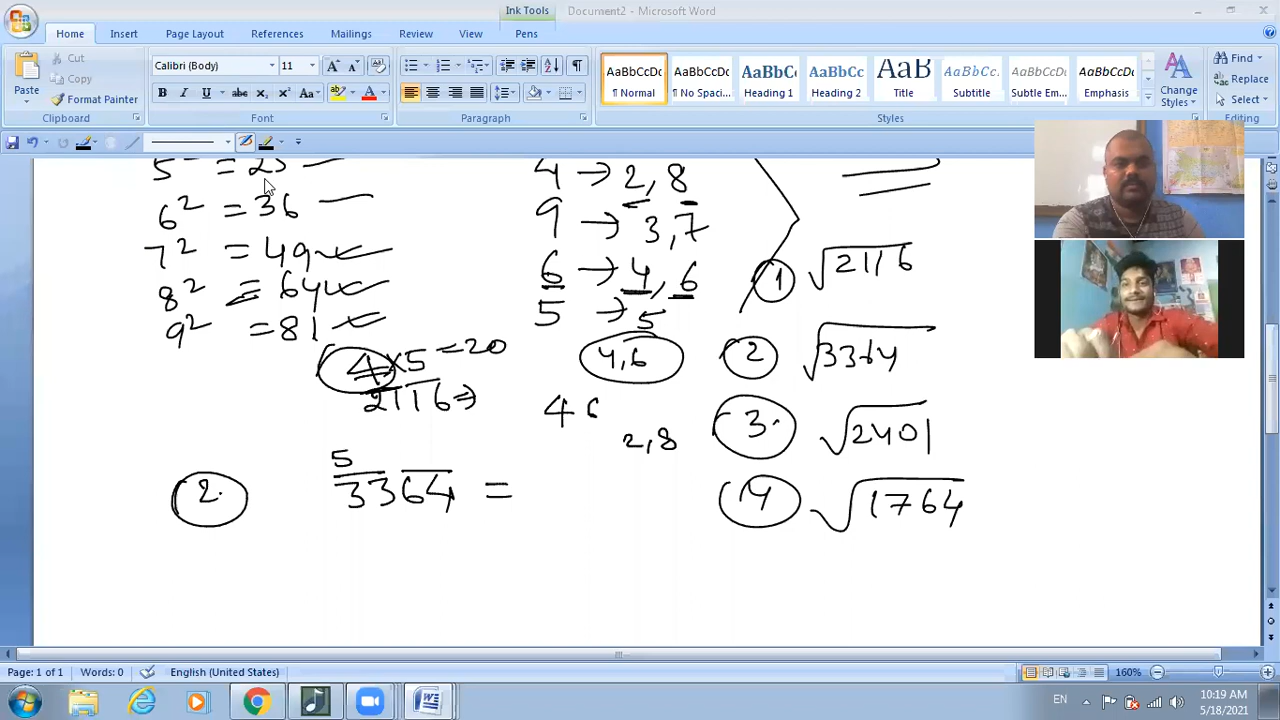 Ink Tools
Document2 - Microsoft Word
Home Insert Page Layout References Mailings Review View Pens
Paste
Cut
Copy
Format Painter
Calibri (Body) 11
AaBbCcDc AaBbCcDc AaBbCc AaBbCc AaB AaBbCc. AaBbCcDc AaBbCcDc
¶ Normal ¶ No Spaci... Heading 1 Heading 2 Title Subtitle Subtle Em... Emphasis
Change Styles
Find
Replace
Select
Clipboard Font Paragraph Styles Editing
= 25
6² = 36
7² = 49
8² = 64
9² = 81
4 → 2, 8
9 → 3, 7
6 → 4, 6
5 → 5
1 √2116
4×5 = 20
2116 ⇒
4,6
4 6
2,8
2 √3364
3. √2401
2.
5
3364 =
4 √1764
Page: 1 of 1 Words: 0 English (United States) 160%
EN 10:19 AM
5/18/2021